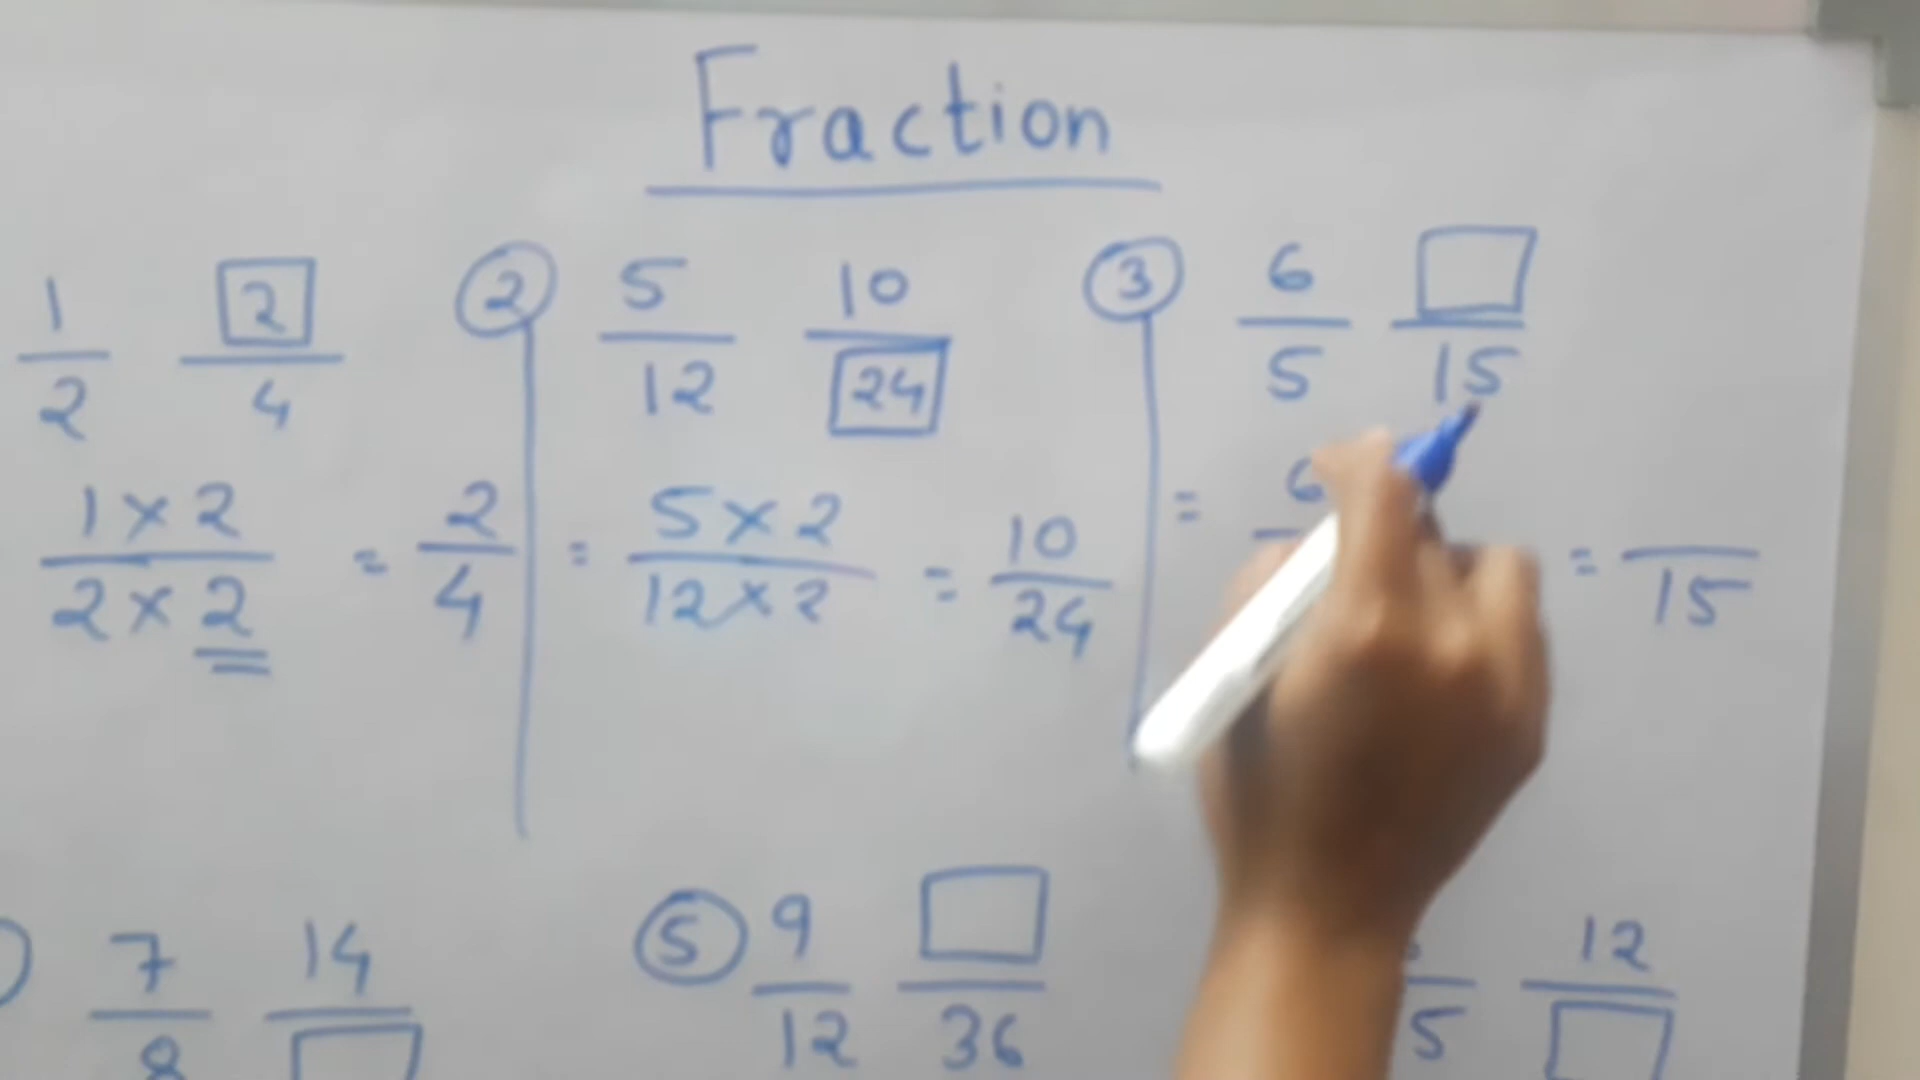 Fraction
1/2 2/4
② 5/12 10/24
③ 6/5 □/15
1×2/2×2 = 2/4
= 5×2/12×2 = 10/24
= 6 = /15
7/8 14/□
⑤ 9/12 □/36
/5 12/□